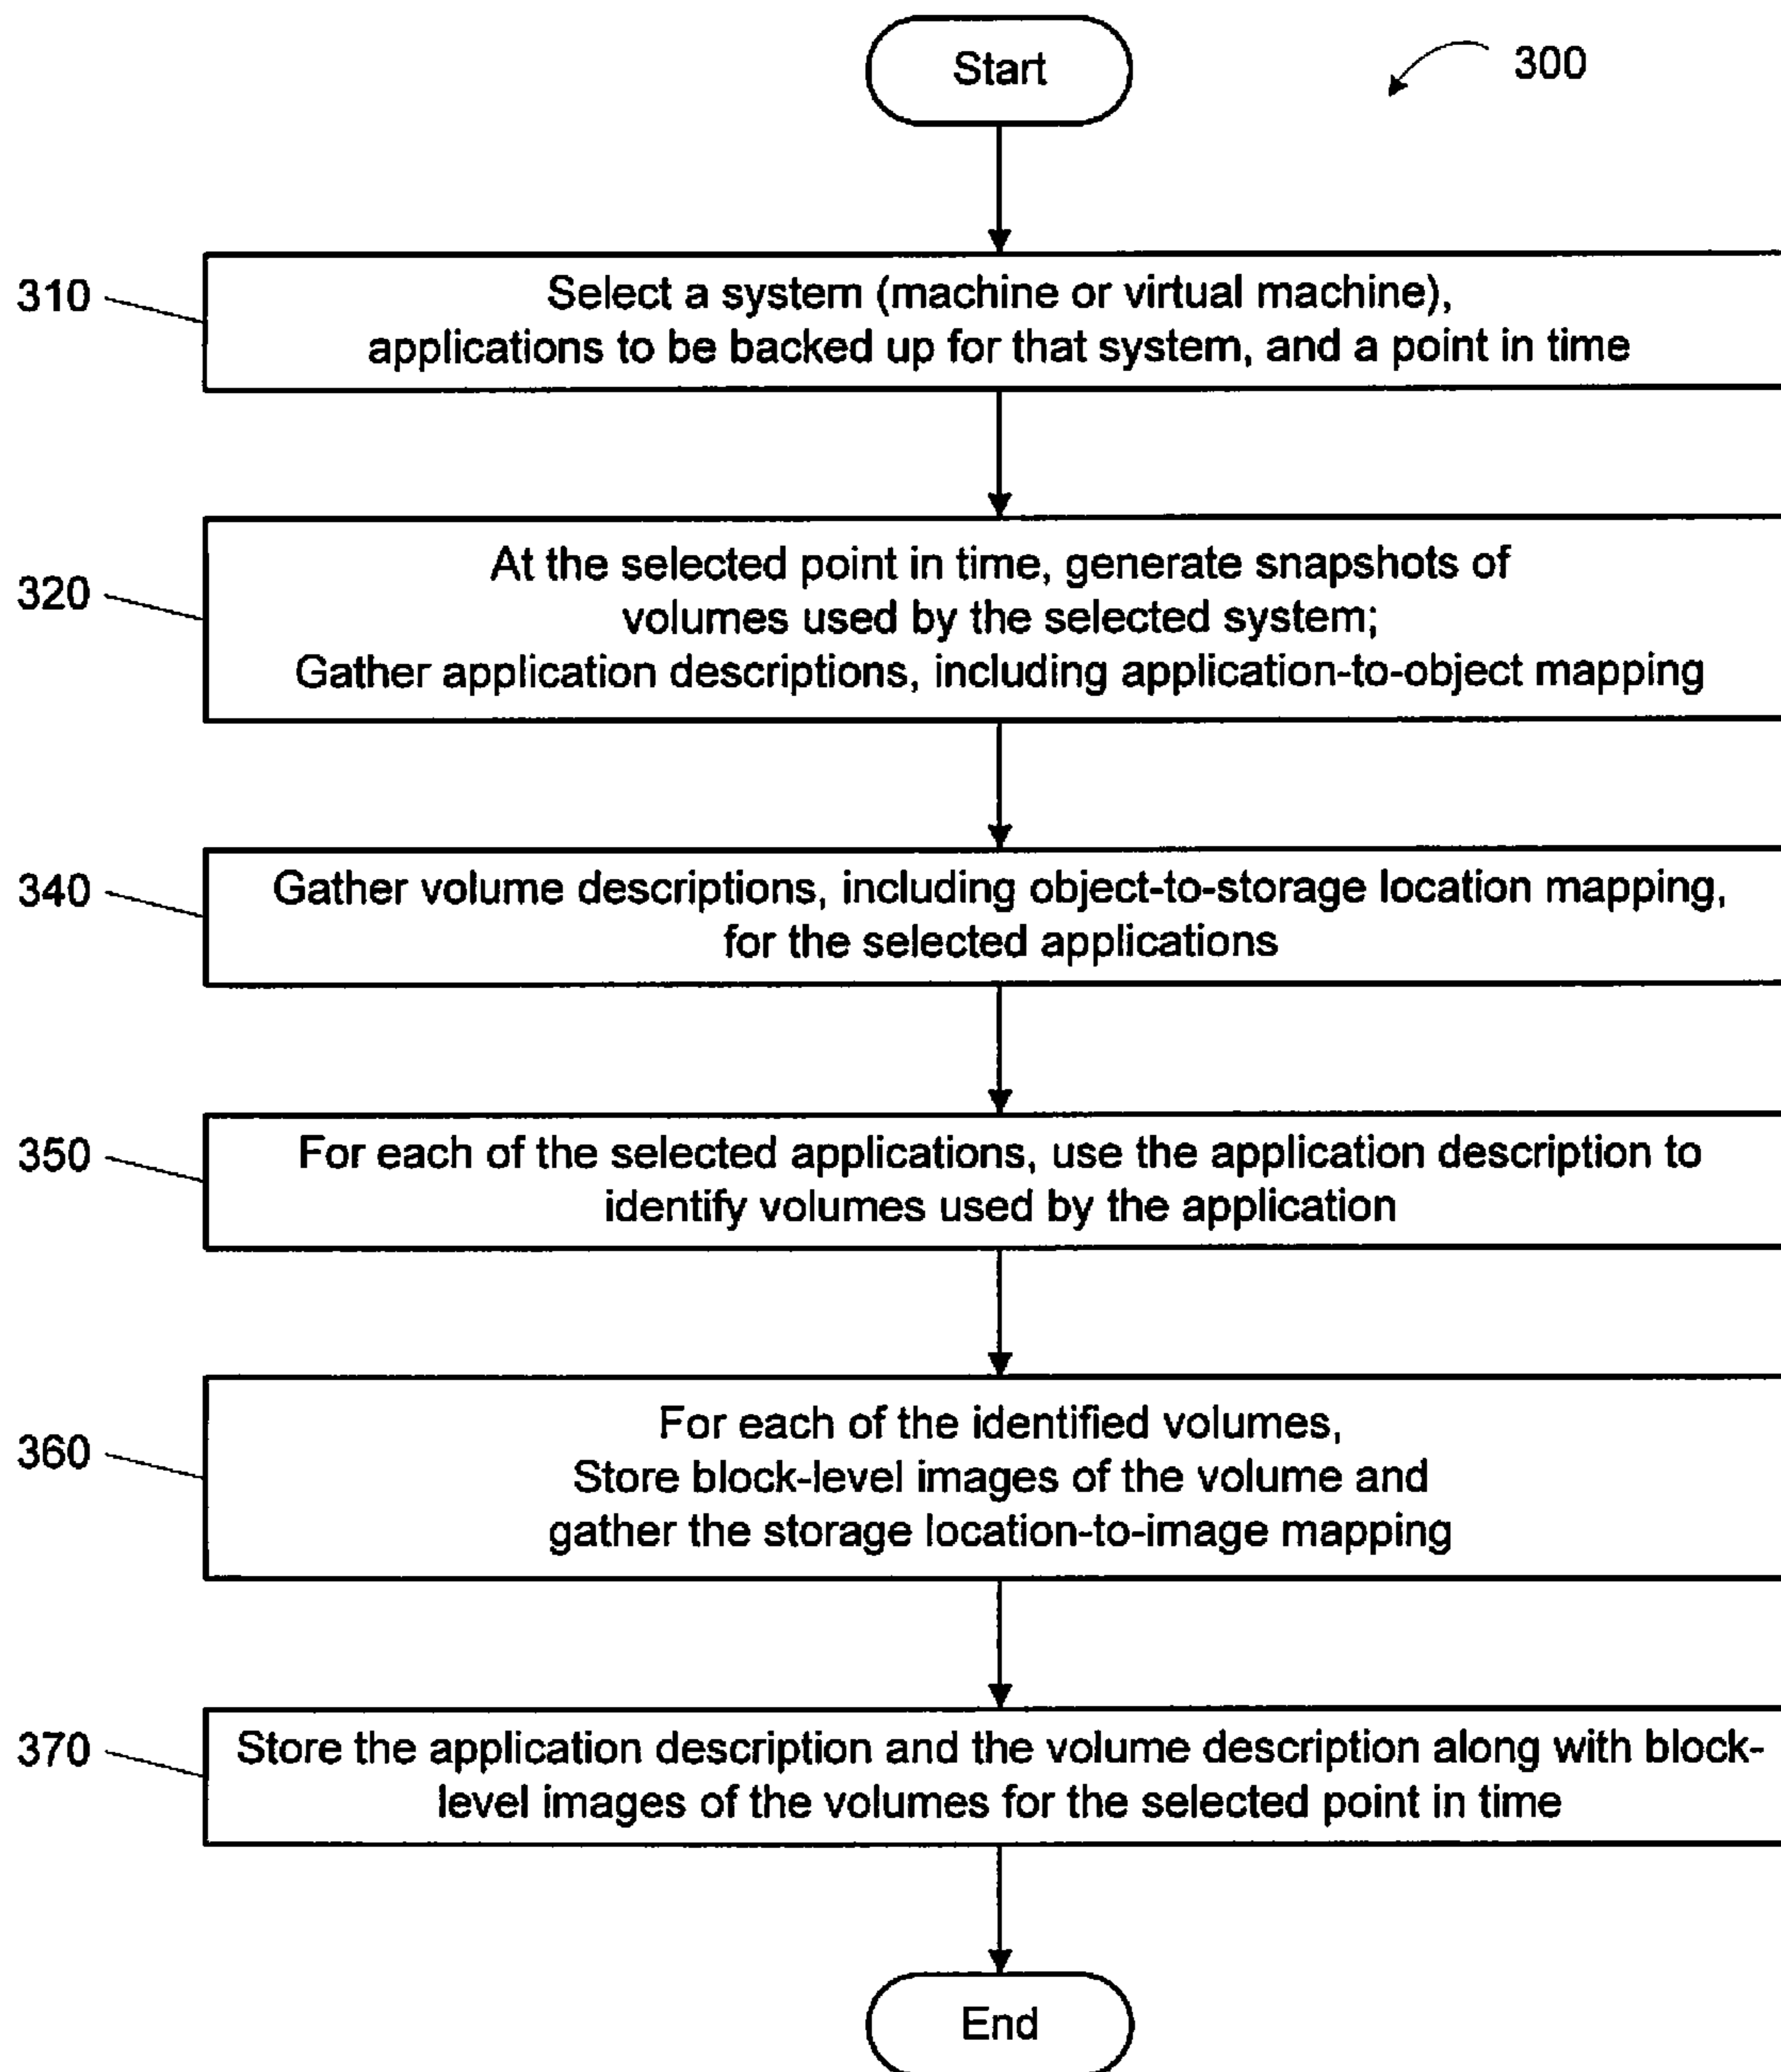 Start
300
310
Select a system (machine or virtual machine),
applications to be backed up for that system, and a point in time
320
At the selected point in time, generate snapshots of
volumes used by the selected system;
Gather application descriptions, including application-to-object mapping
340
Gather volume descriptions, including object-to-storage location mapping,
for the selected applications
350
For each of the selected applications, use the application description to
identify volumes used by the application
360
For each of the identified volumes,
Store block-level images of the volume and
gather the storage location-to-image mapping
370
Store the application description and the volume description along with block-
level images of the volumes for the selected point in time
End